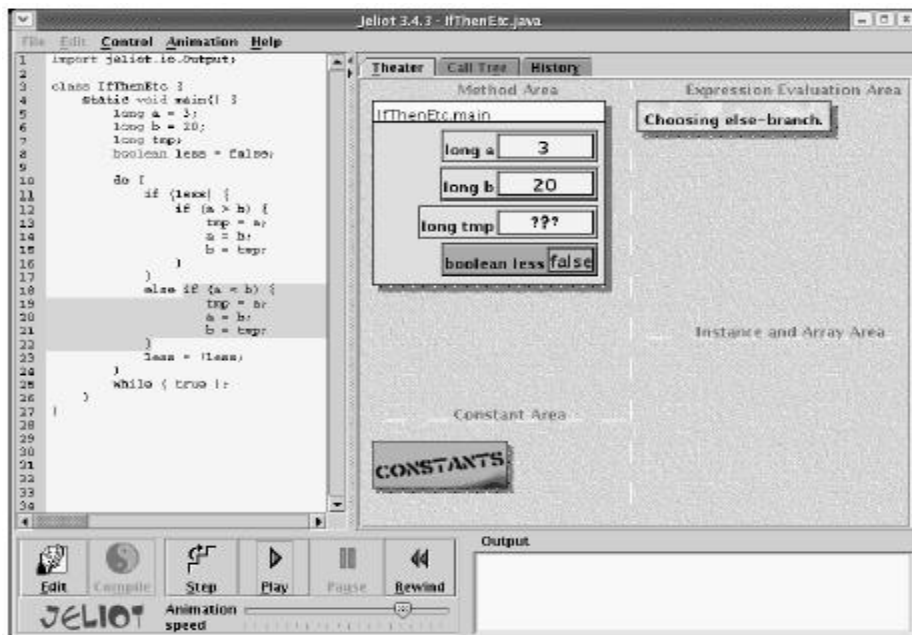 Jeliot 3.4.3 - IfThenEtc.java
File Edit Control Animation Help
1 import jeliot.io.Output;
2
3 class IfThenEtc {
4 static void main() {
5 long a = 3;
6 long b = 20;
7 long tmp;
8 boolean less = false;
9
10 do {
11 if (less) {
12 if (a > b) {
13 tmp = a;
14 a = b;
15 b = tmp;
16 }
17 }
18 else if (a < b) {
19 tmp = a;
20 a = b;
21 b = tmp;
22 }
23 less = !less;
24 }
25 while ( true );
26 }
27 }
28
29
30
31
32
33
34
Theater Call Tree History
Method Area
IfThenEtc.main
long a 3
long b 20
long tmp ???
boolean less false
Expression Evaluation Area
Choosing else-branch.
Instance and Array Area
Constant Area
CONSTANTS
Edit Compile Step Play Pause Rewind
JELIOT
Animation speed
Output